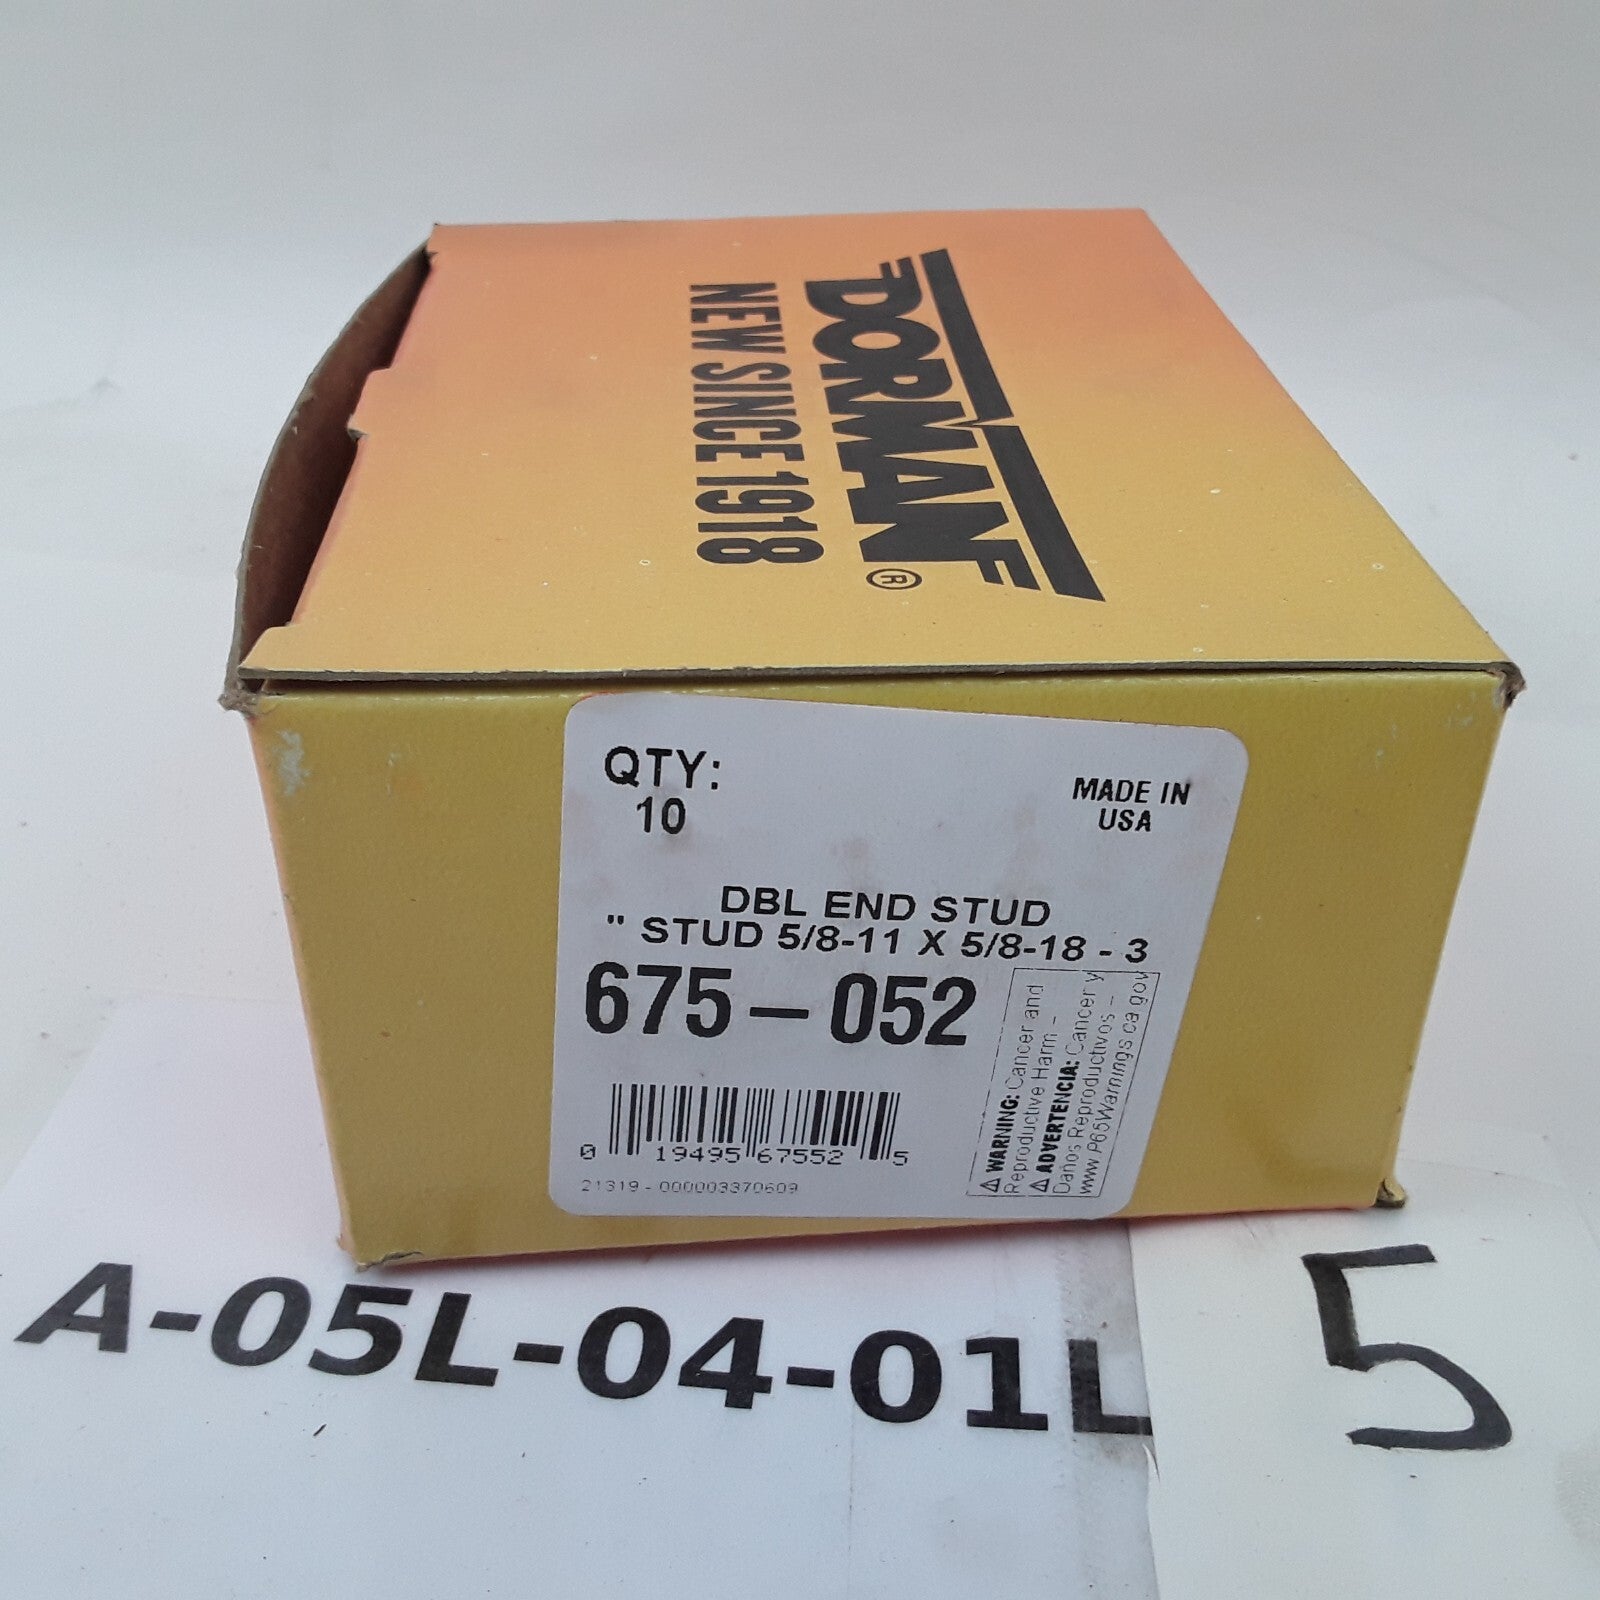 DORMAN®
NEW SINCE 1918
QTY:
10
MADE IN
USA
DBL END STUD
" STUD 5/8-11 X 5/8-18 - 3
675-052
⚠ WARNING: Cancer and
Reproductive Harm -
⚠ ADVERTENCIA: Cancer y
Daños Reproductivos -
www.P65Warnings.ca.gov
0 19495 67552 5
21319-000003370609
A-05L-04-01L
5